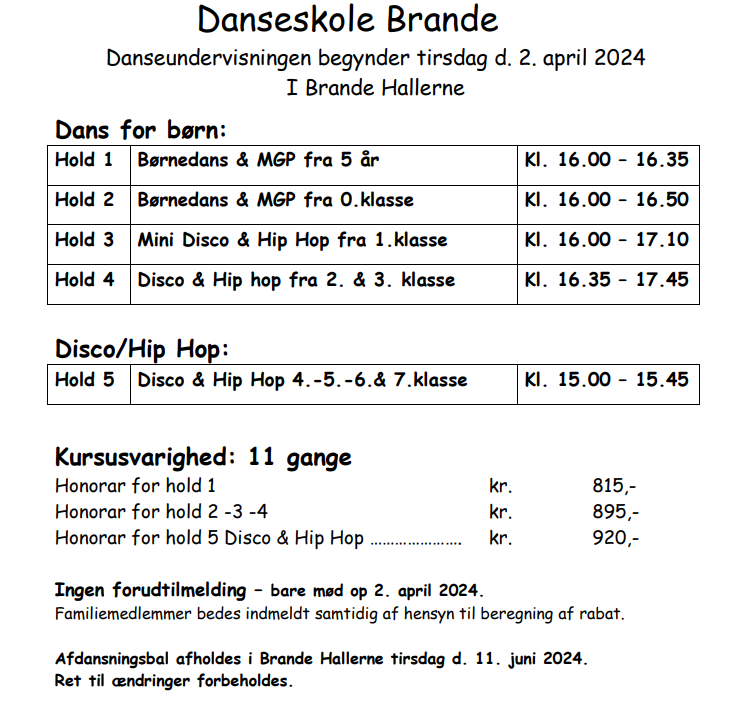 Danseskole Brande
Danseundervisningen begynder tirsdag d. 2. april 2024
I Brande Hallerne
Dans for børn:
Hold 1 Børnedans & MGP fra 5 år Kl. 16.00 – 16.35
Hold 2 Børnedans & MGP fra 0.klasse Kl. 16.00 – 16.50
Hold 3 Mini Disco & Hip Hop fra 1.klasse Kl. 16.00 – 17.10
Hold 4 Disco & Hip hop fra 2. & 3. klasse Kl. 16.35 – 17.45
Disco/Hip Hop:
Hold 5 Disco & Hip Hop 4.-5.-6.& 7.klasse Kl. 15.00 – 15.45
Kursusvarighed: 11 gange
Honorar for hold 1 kr. 815,-
Honorar for hold 2 -3 -4 kr. 895,-
Honorar for hold 5 Disco & Hip Hop …………………. kr. 920,-
Ingen forudtilmelding – bare mød op 2. april 2024.
Familiemedlemmer bedes indmeldt samtidig af hensyn til beregning af rabat.
Afdansningsbal afholdes i Brande Hallerne tirsdag d. 11. juni 2024.
Ret til ændringer forbeholdes.